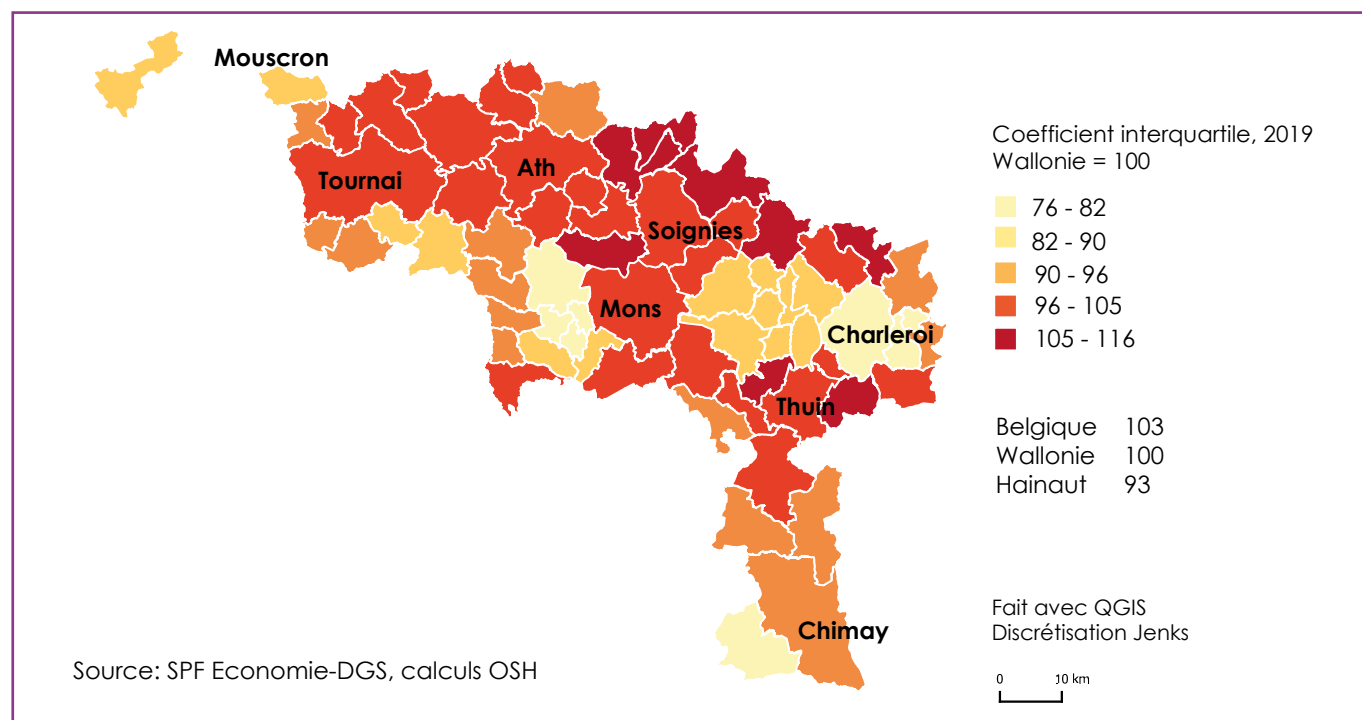 Mouscron
Coefficient interquartile, 2019
Wallonie = 100
Ath
Tournai
76 - 82
Soignies
82 - 90
90 - 96
Mons
96 - 105
Charleroi
105 - 116
Thuin
Belgique 103
Wallonie 100
Hainaut 93
Fait avec QGIS
Chimay
Discrétisation Jenks
Source: SPF Economie-DGS, calculs OSH
0 10 km